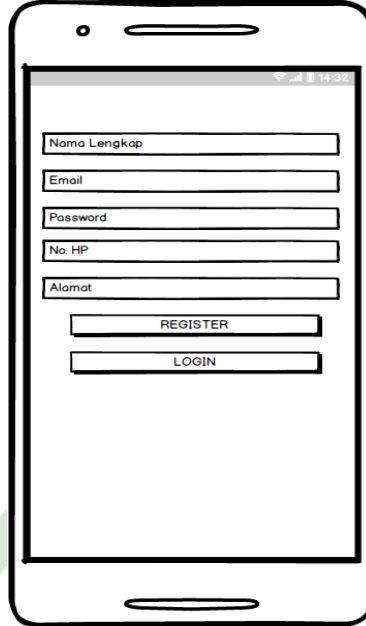 14:32
Nama Lengkap
Email
Password
No. HP
Alamat
REGISTER
LOGIN